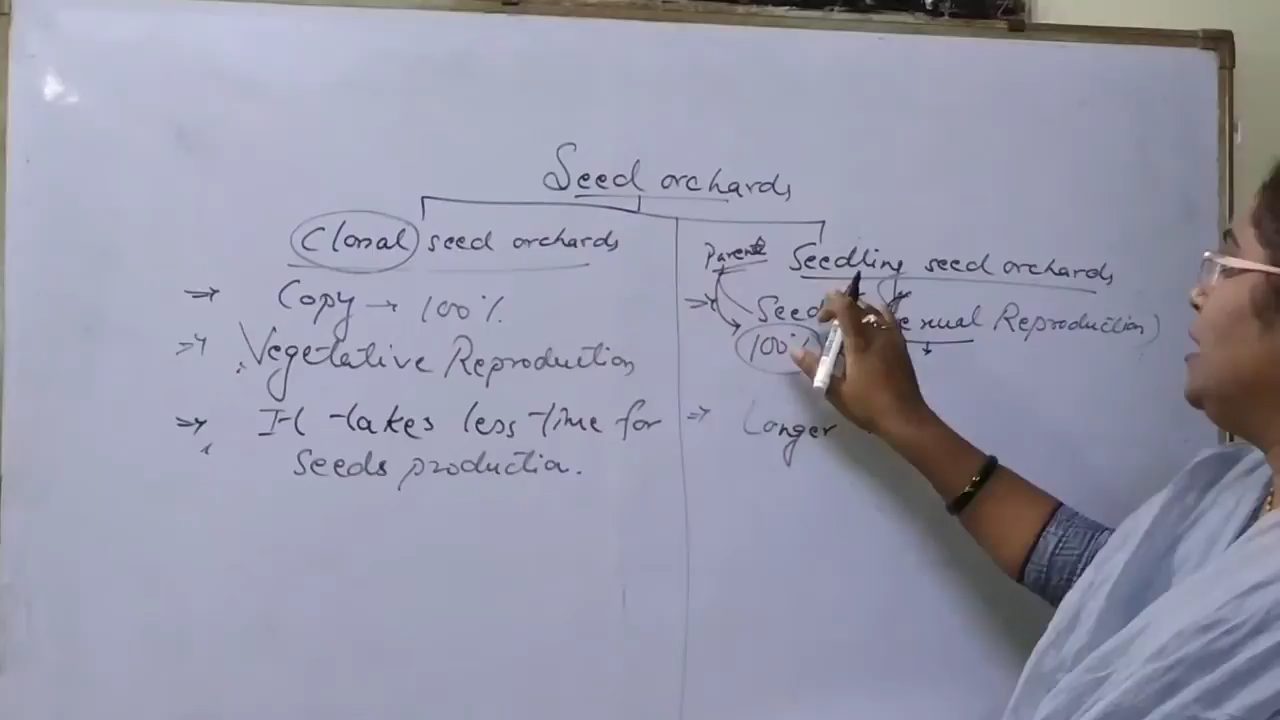 Seed orchards
Clonal seed orchards
Copy → 100%
Vegetative Reproduction
It takes less time for
seeds production.
Parent Seedling seed orchards
Seed exual Reproduction)
100%
Longer